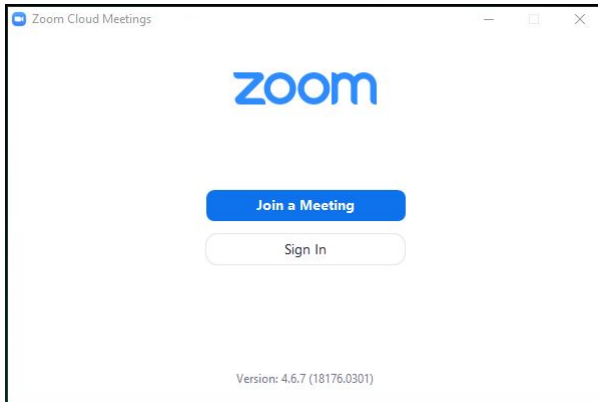 Zoom Cloud Meetings
zoom
Join a Meeting
Sign In
Version: 4.6.7 (18176.0301)